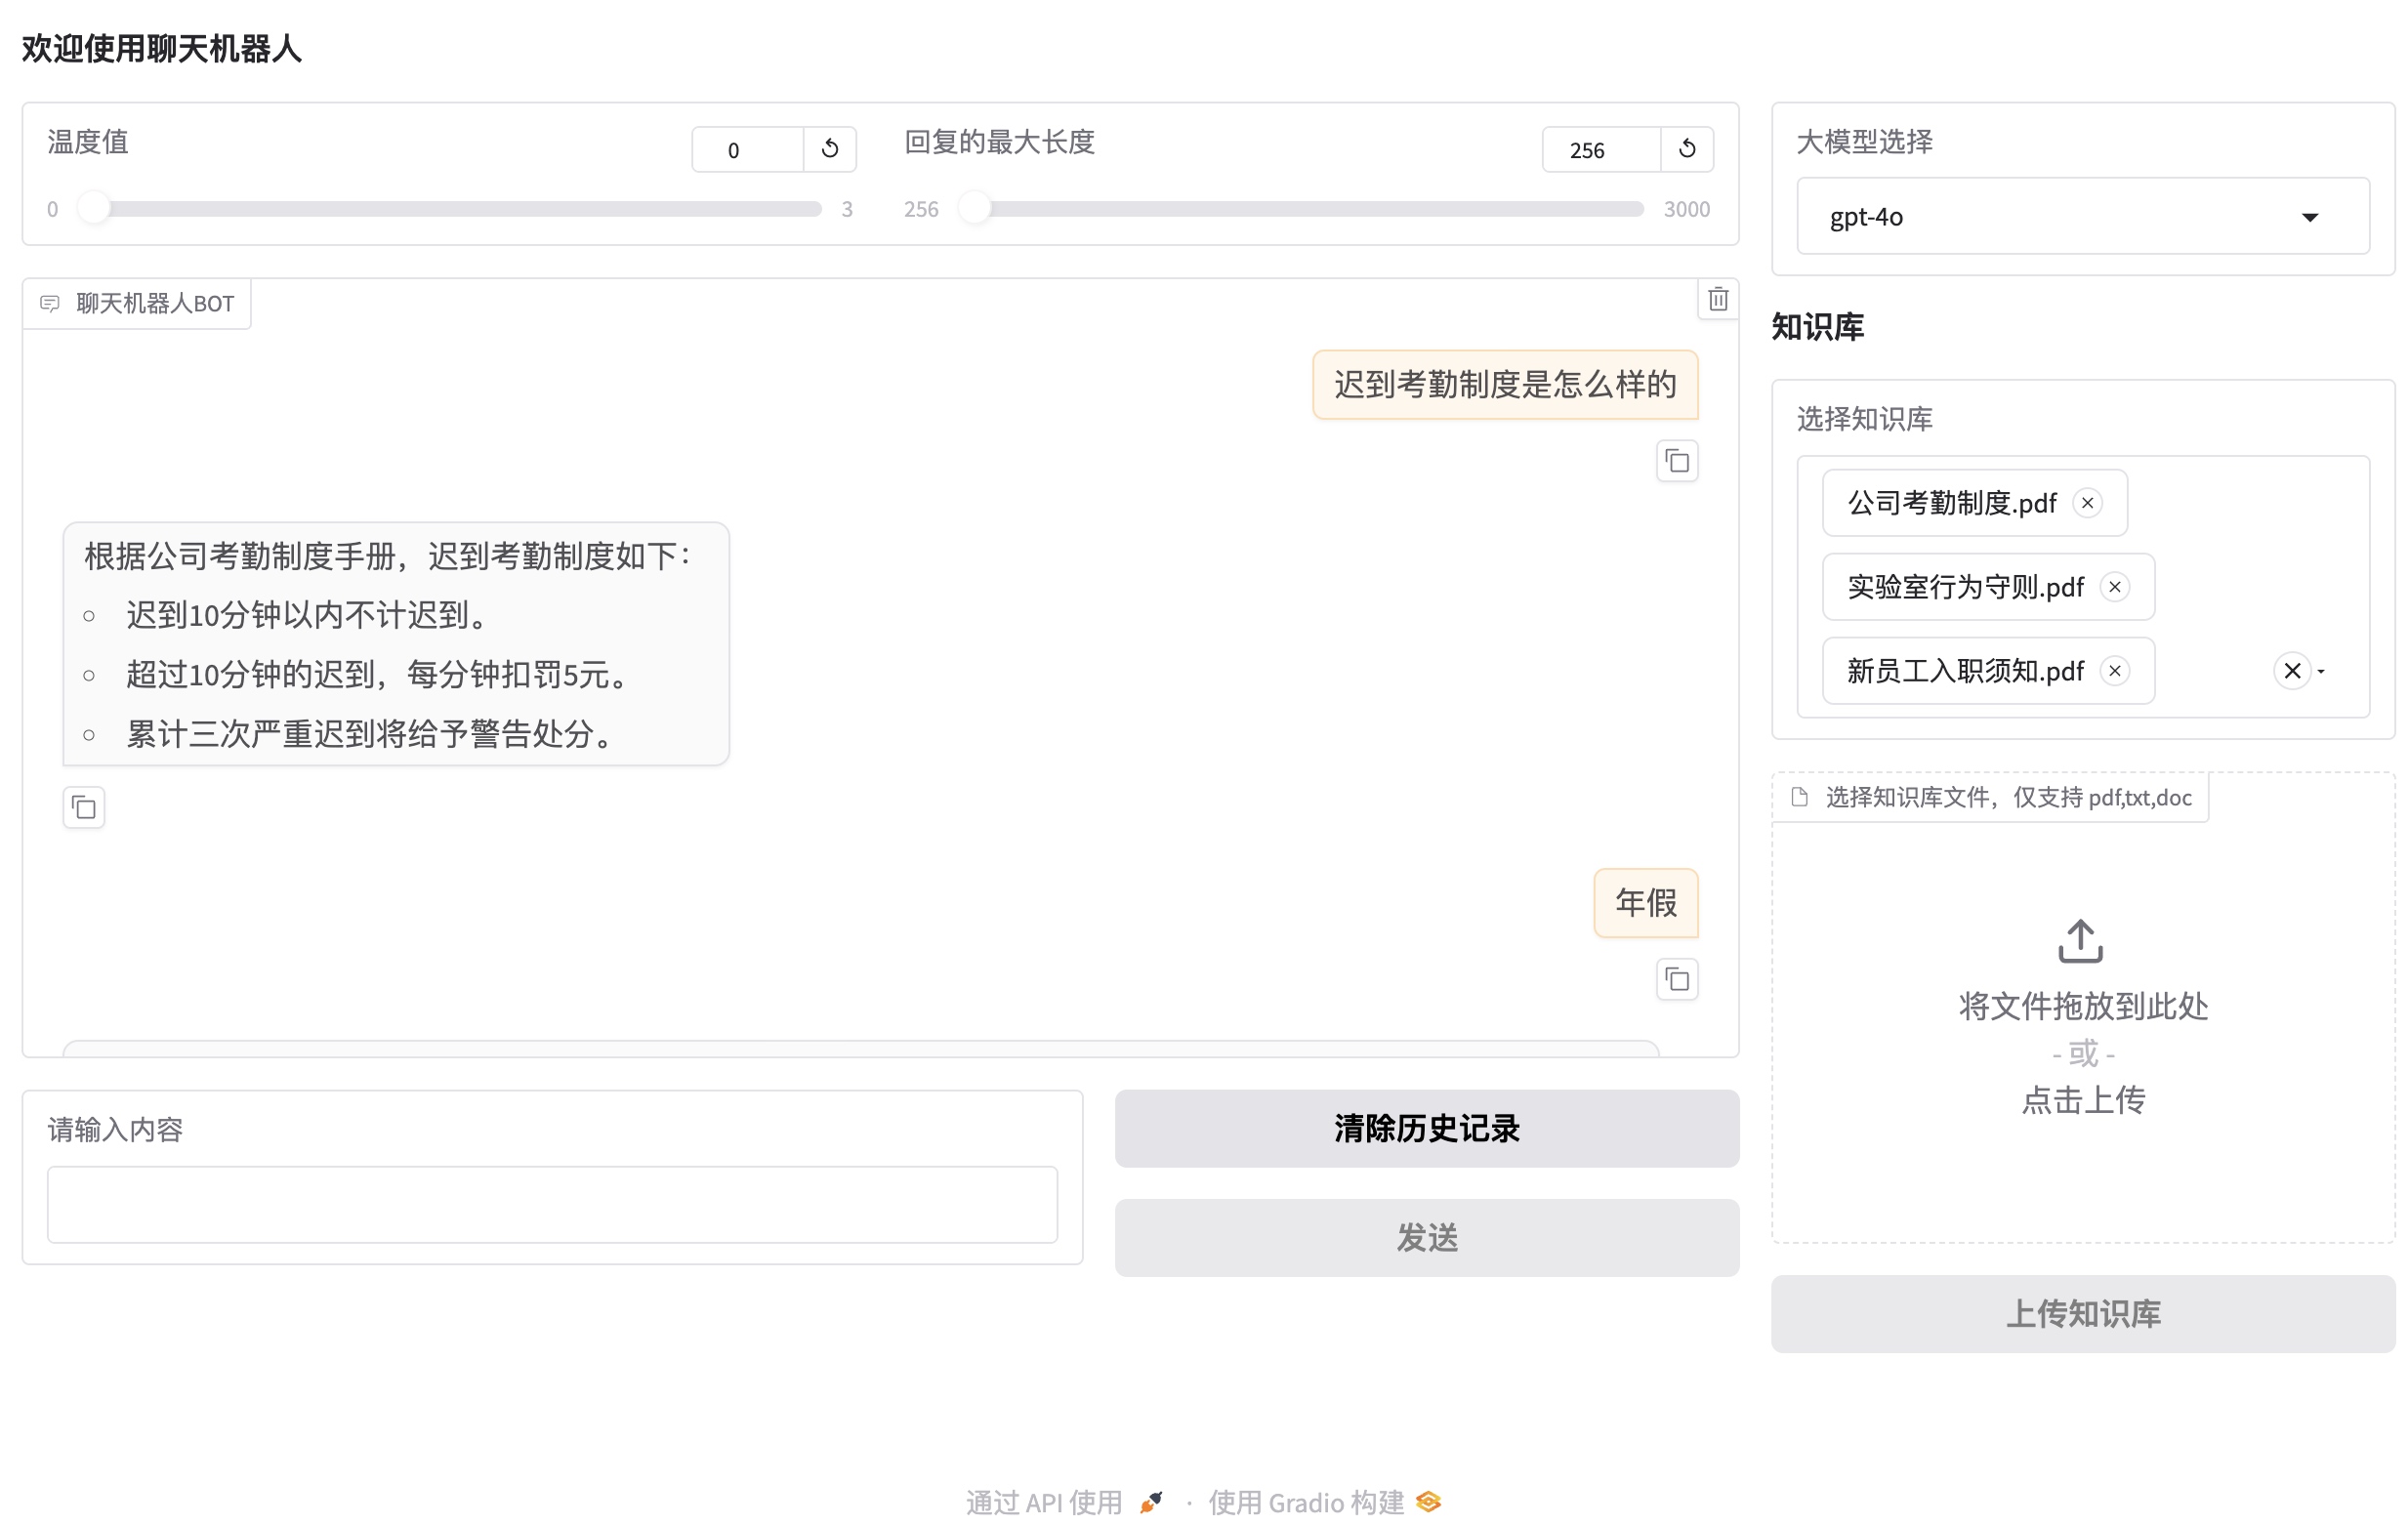 欢迎使用聊天机器人
温度值
0
0
3
回复的最大长度
256
256
3000
聊天机器人BOT
迟到考勤制度是怎么样的
根据公司考勤制度手册，迟到考勤制度如下：
迟到10分钟以内不计迟到。
超过10分钟的迟到，每分钟扣罚5元。
累计三次严重迟到将给予警告处分。
年假
请输入内容
清除历史记录
发送
大模型选择
gpt-4o
知识库
选择知识库
公司考勤制度.pdf
实验室行为守则.pdf
新员工入职须知.pdf
选择知识库文件，仅支持 pdf,txt,doc
将文件拖放到此处
- 或 -
点击上传
上传知识库
通过 API 使用 · 使用 Gradio 构建